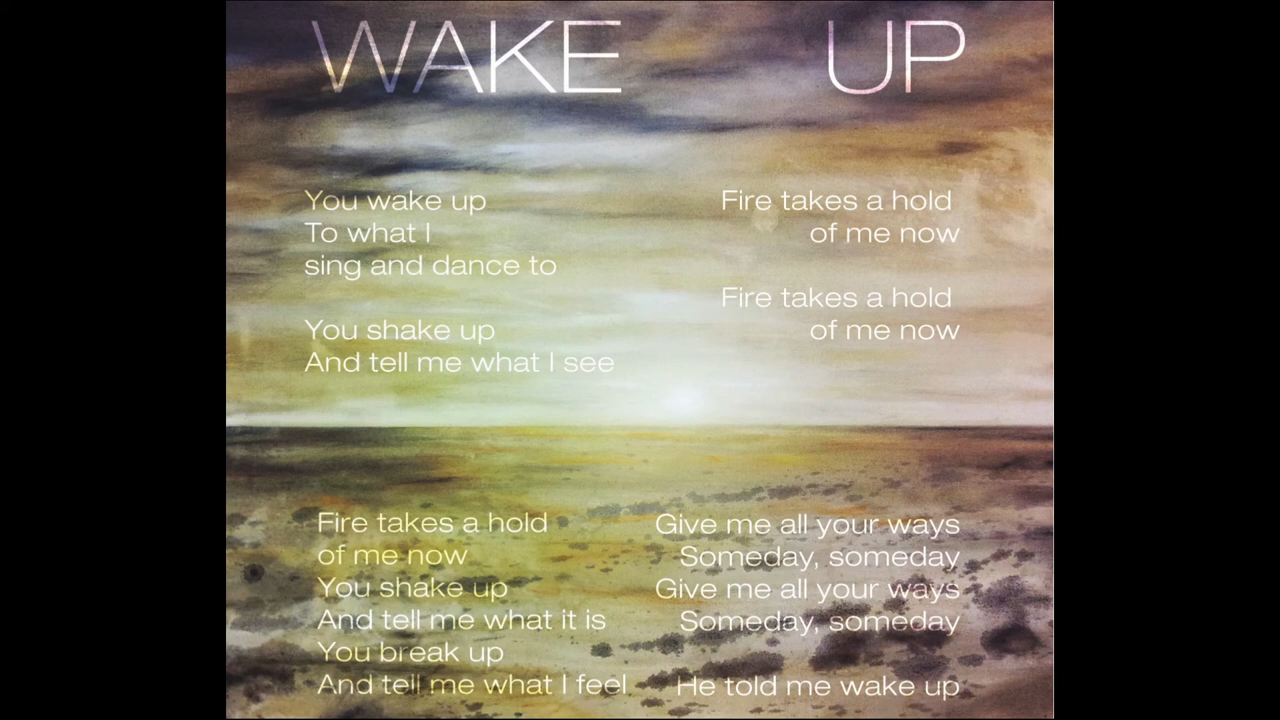 WAKE UP
You wake up
To what I
sing and dance to
You shake up
And tell me what I see
Fire takes a hold
of me now
Fire takes a hold
of me now
Fire takes a hold
of me now
You shake up
And tell me what it is
You break up
And tell me what I feel
Give me all your ways
Someday, someday
Give me all your ways
Someday, someday
He told me wake up